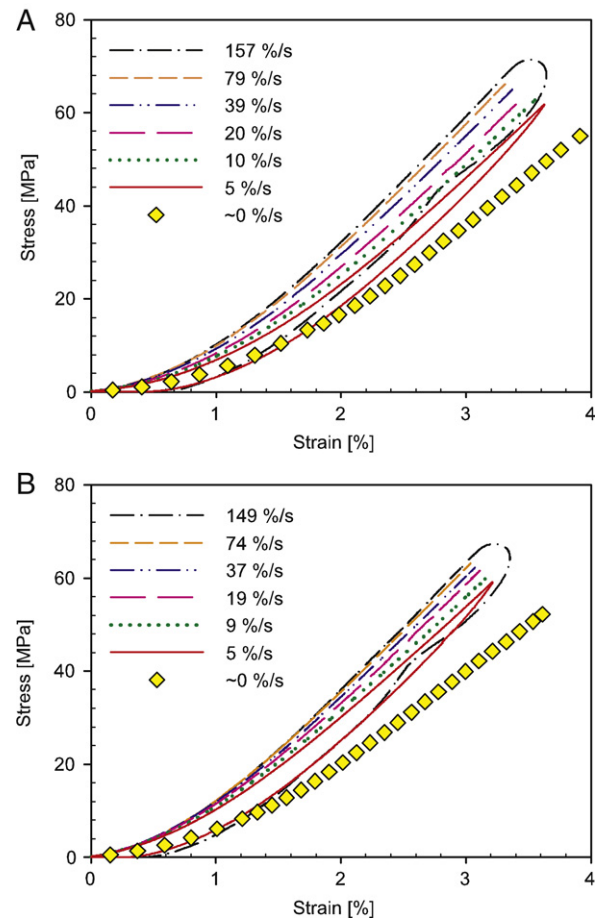 A
80
60
40
20
0
Stress [MPa]
157 %/s
79 %/s
39 %/s
20 %/s
10 %/s
5 %/s
~0 %/s
0 1 2 3 4
Strain [%]
B
80
60
40
20
0
Stress [MPa]
149 %/s
74 %/s
37 %/s
19 %/s
9 %/s
5 %/s
~0 %/s
0 1 2 3 4
Strain [%]